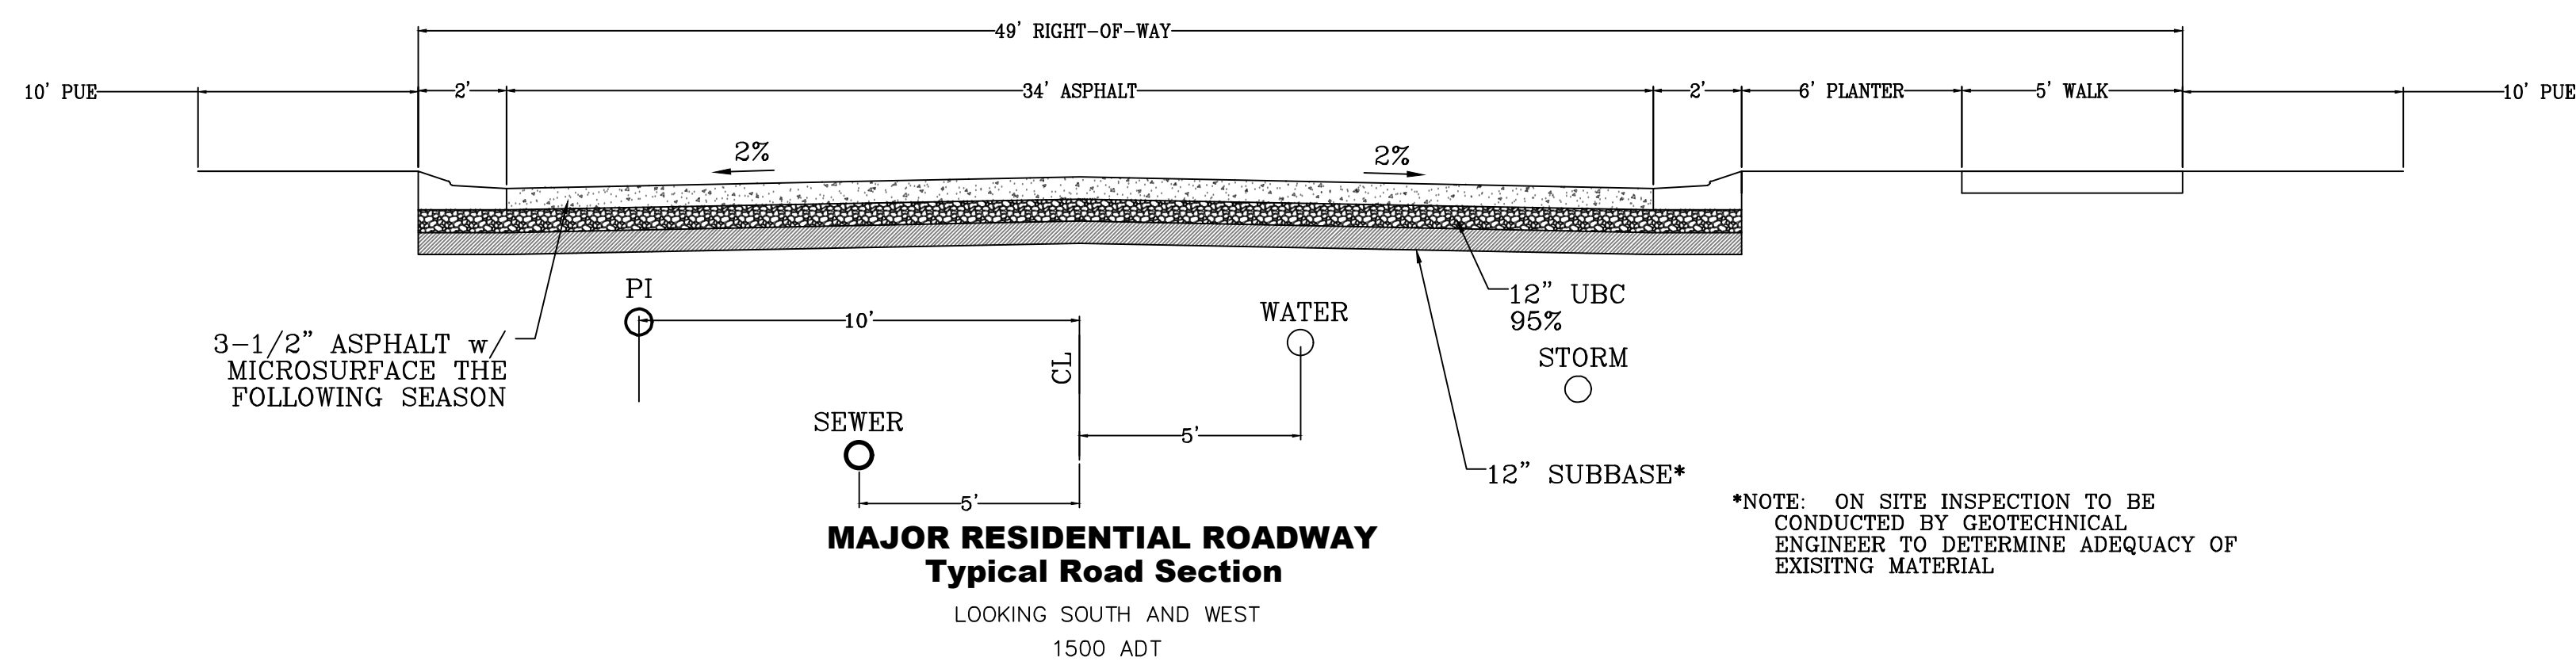 49' RIGHT-OF-WAY
10' PUE
2'
34' ASPHALT
2'
6' PLANTER
5' WALK
10' PUE
2%
2%
PI
10'
CL
WATER
12" UBC
95%
STORM
3-1/2" ASPHALT w/
MICROSURFACE THE
FOLLOWING SEASON
SEWER
5'
5'
12" SUBBASE*
*NOTE: ON SITE INSPECTION TO BE
CONDUCTED BY GEOTECHNICAL
ENGINEER TO DETERMINE ADEQUACY OF
EXISITNG MATERIAL
MAJOR RESIDENTIAL ROADWAY
Typical Road Section
LOOKING SOUTH AND WEST
1500 ADT